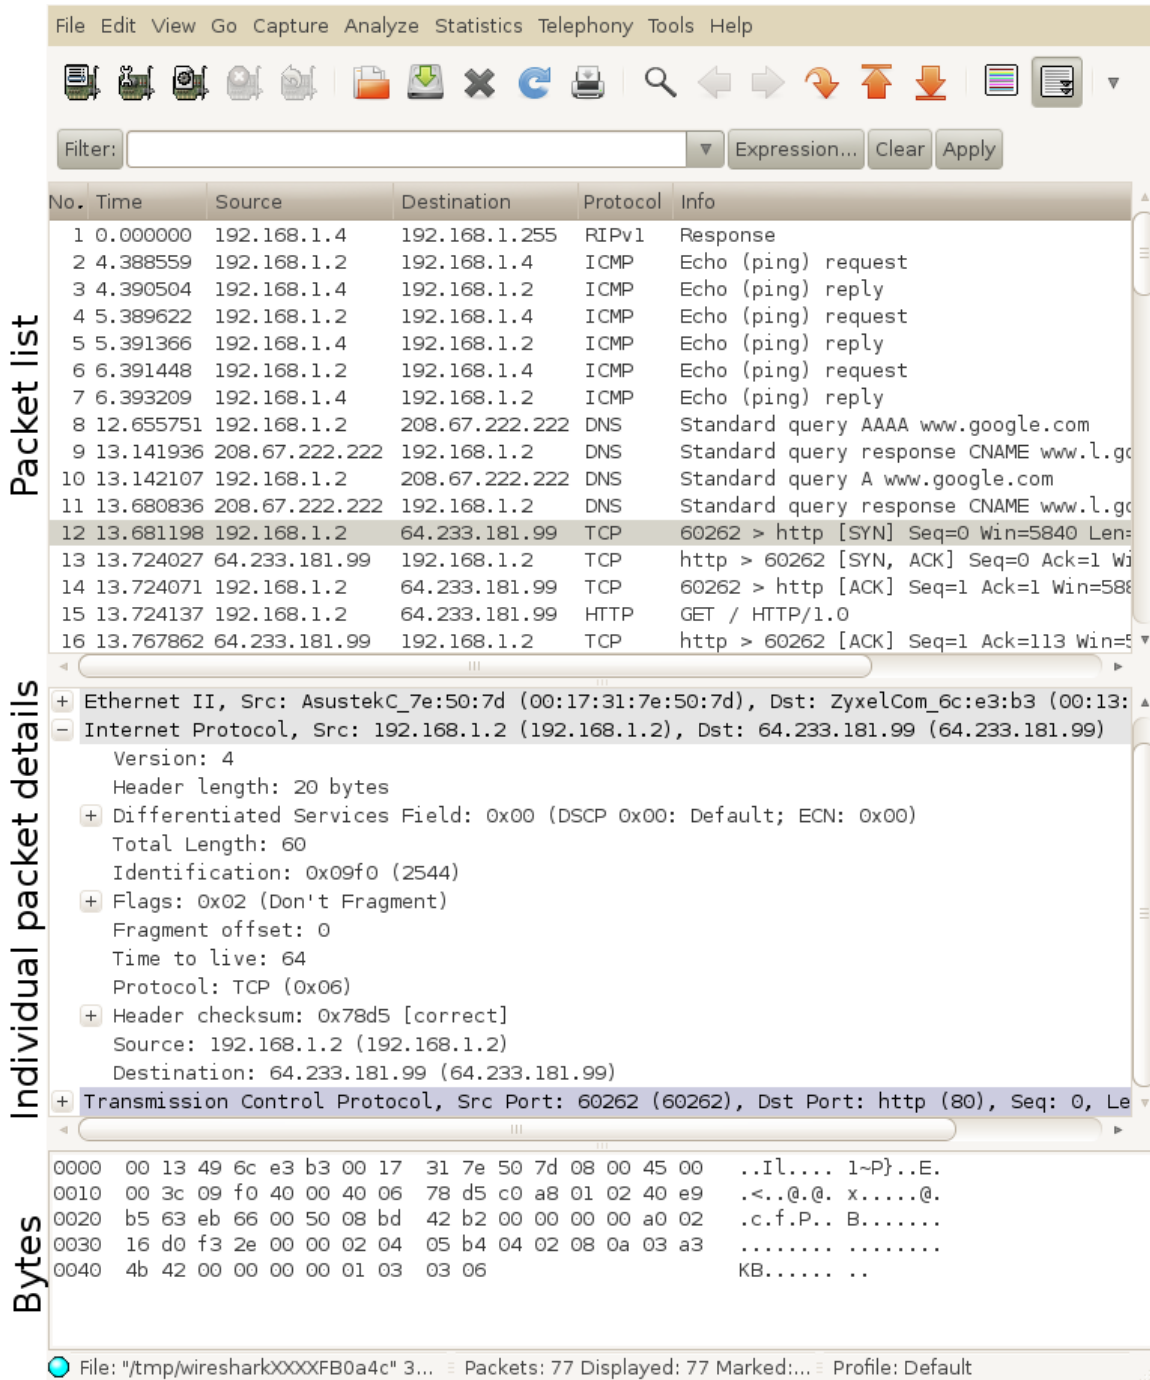 File Edit View Go Capture Analyze Statistics Telephony Tools Help
Filter: Expression... Clear Apply
No. Time Source Destination Protocol Info
Packet list
1 0.000000 192.168.1.4 192.168.1.255 RIPv1 Response
2 4.388559 192.168.1.2 192.168.1.4 ICMP Echo (ping) request
3 4.390504 192.168.1.4 192.168.1.2 ICMP Echo (ping) reply
4 5.389622 192.168.1.2 192.168.1.4 ICMP Echo (ping) request
5 5.391366 192.168.1.4 192.168.1.2 ICMP Echo (ping) reply
6 6.391448 192.168.1.2 192.168.1.4 ICMP Echo (ping) request
7 6.393209 192.168.1.4 192.168.1.2 ICMP Echo (ping) reply
8 12.655751 192.168.1.2 208.67.222.222 DNS Standard query AAAA www.google.com
9 13.141936 208.67.222.222 192.168.1.2 DNS Standard query response CNAME www.l.go
10 13.142107 192.168.1.2 208.67.222.222 DNS Standard query A www.google.com
11 13.680836 208.67.222.222 192.168.1.2 DNS Standard query response CNAME www.l.go
12 13.681198 192.168.1.2 64.233.181.99 TCP 60262 > http [SYN] Seq=0 Win=5840 Len=
13 13.724027 64.233.181.99 192.168.1.2 TCP http > 60262 [SYN, ACK] Seq=0 Ack=1 Wi
14 13.724071 192.168.1.2 64.233.181.99 TCP 60262 > http [ACK] Seq=1 Ack=1 Win=588
15 13.724137 192.168.1.2 64.233.181.99 HTTP GET / HTTP/1.0
16 13.767862 64.233.181.99 192.168.1.2 TCP http > 60262 [ACK] Seq=1 Ack=113 Win=5
Individual packet details
Ethernet II, Src: AsustekC_7e:50:7d (00:17:31:7e:50:7d), Dst: ZyxelCom_6c:e3:b3 (00:13:
Internet Protocol, Src: 192.168.1.2 (192.168.1.2), Dst: 64.233.181.99 (64.233.181.99)
Version: 4
Header length: 20 bytes
Differentiated Services Field: 0x00 (DSCP 0x00: Default; ECN: 0x00)
Total Length: 60
Identification: 0x09f0 (2544)
Flags: 0x02 (Don't Fragment)
Fragment offset: 0
Time to live: 64
Protocol: TCP (0x06)
Header checksum: 0x78d5 [correct]
Source: 192.168.1.2 (192.168.1.2)
Destination: 64.233.181.99 (64.233.181.99)
Transmission Control Protocol, Src Port: 60262 (60262), Dst Port: http (80), Seq: 0, Le
Bytes
0000 00 13 49 6c e3 b3 00 17 31 7e 50 7d 08 00 45 00 ..Il.... 1~P}..E.
0010 00 3c 09 f0 40 00 40 06 78 d5 c0 a8 01 02 40 e9 .<..@.@. x.....@.
0020 b5 63 eb 66 00 50 08 bd 42 b2 00 00 00 00 a0 02 .c.f.P.. B.......
0030 16 d0 f3 2e 00 00 02 04 05 b4 04 02 08 0a 03 a3 ........ ........
0040 4b 42 00 00 00 00 01 03 03 06 KB...... ..
File: "/tmp/wiresharkXXXXFB0a4c" 3... Packets: 77 Displayed: 77 Marked:... Profile: Default